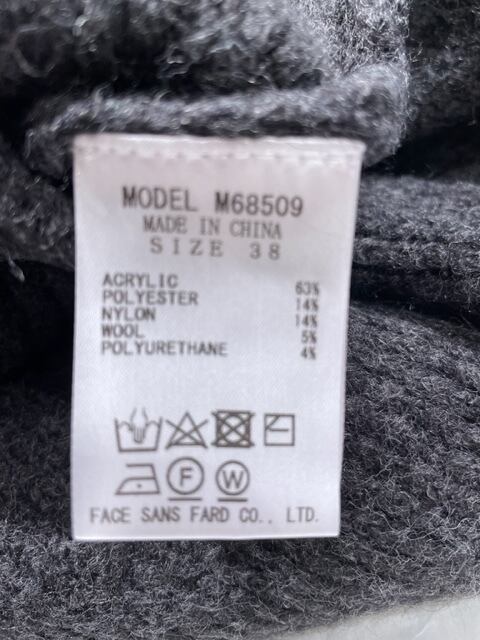 MODEL M68509
MADE IN CHINA
SIZE 38
ACRYLIC 63%
POLYESTER 14%
NYLON 14%
WOOL 5%
POLYURETHANE 4%
F W
FACE SANS FARD CO., LTD.